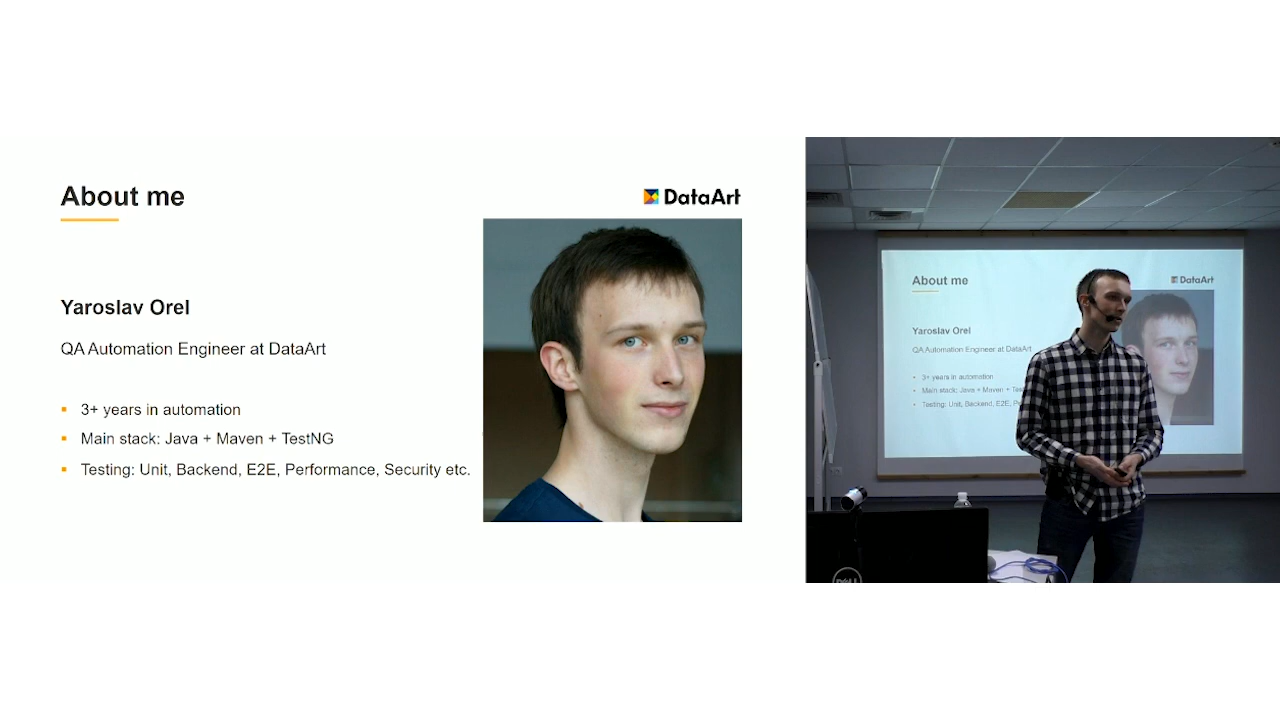 About me
DataArt
Yaroslav Orel
QA Automation Engineer at DataArt
3+ years in automation
Main stack: Java + Maven + TestNG
Testing: Unit, Backend, E2E, Performance, Security etc.
About me
DataArt
Yaroslav Orel
QA Automation Engineer at DataArt
3+ years in automation
Main stack: Java + Maven +
Testing: Unit, Backend, E2E,
DELL